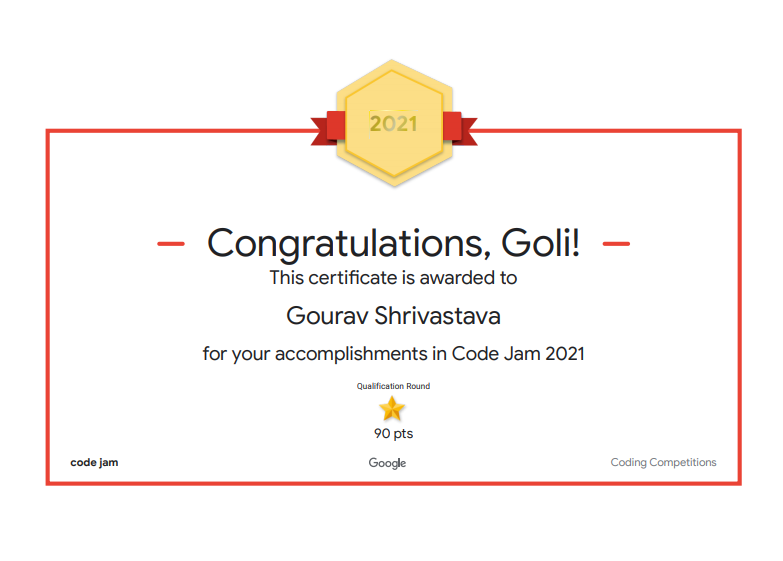 2021
Congratulations, Goli!
This certificate is awarded to
Gourav Shrivastava
for your accomplishments in Code Jam 2021
Qualification Round
90 pts
code jam
Google
Coding Competitions